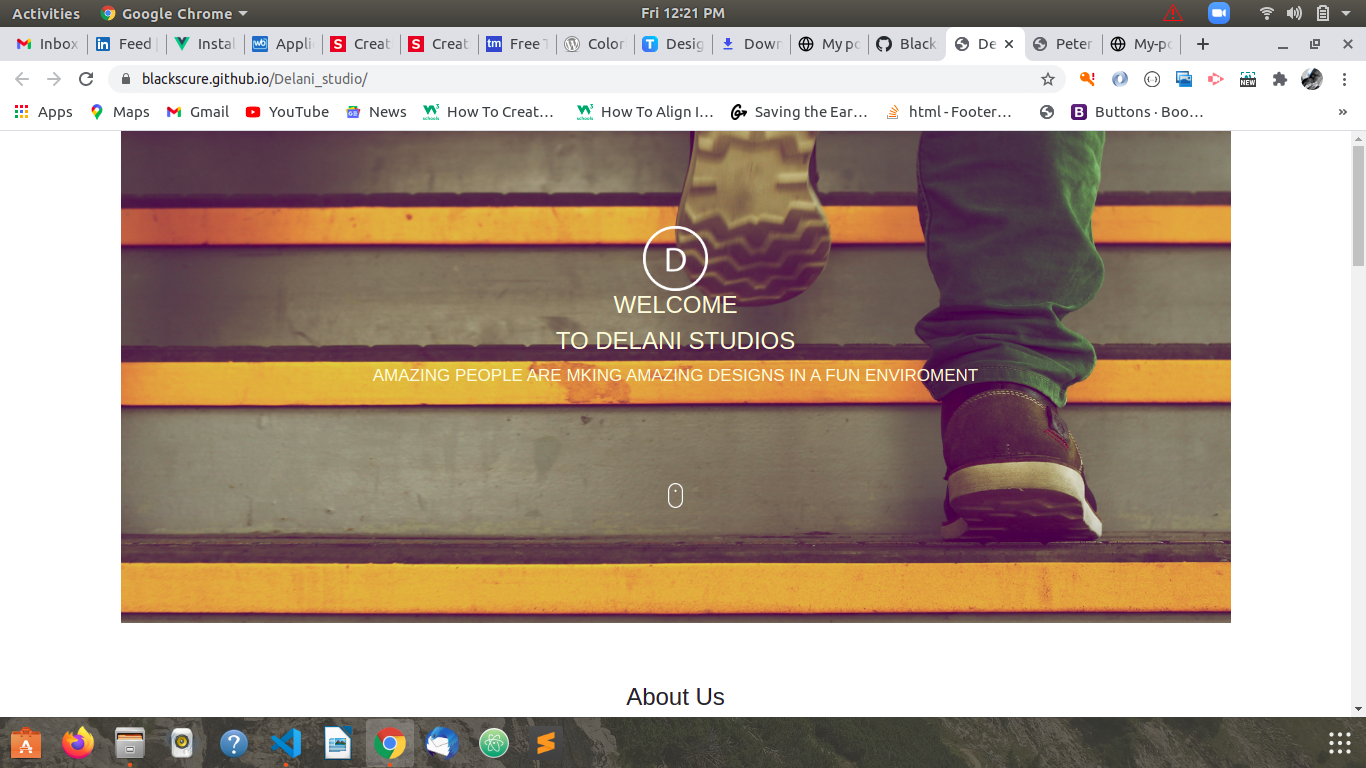 Activities Google Chrome Fri 12:21 PM
Inbox Feed Instal Appli Creat Creat Free T Color Desig Down My po Black De Peter My-po
blackscure.github.io/Delani_studio/
Apps Maps Gmail YouTube News How To Creat… How To Align I… Saving the Ear… html - Footer… Buttons · Boo… »
D
WELCOME
TO DELANI STUDIOS
AMAZING PEOPLE ARE MKING AMAZING DESIGNS IN A FUN ENVIROMENT
About Us